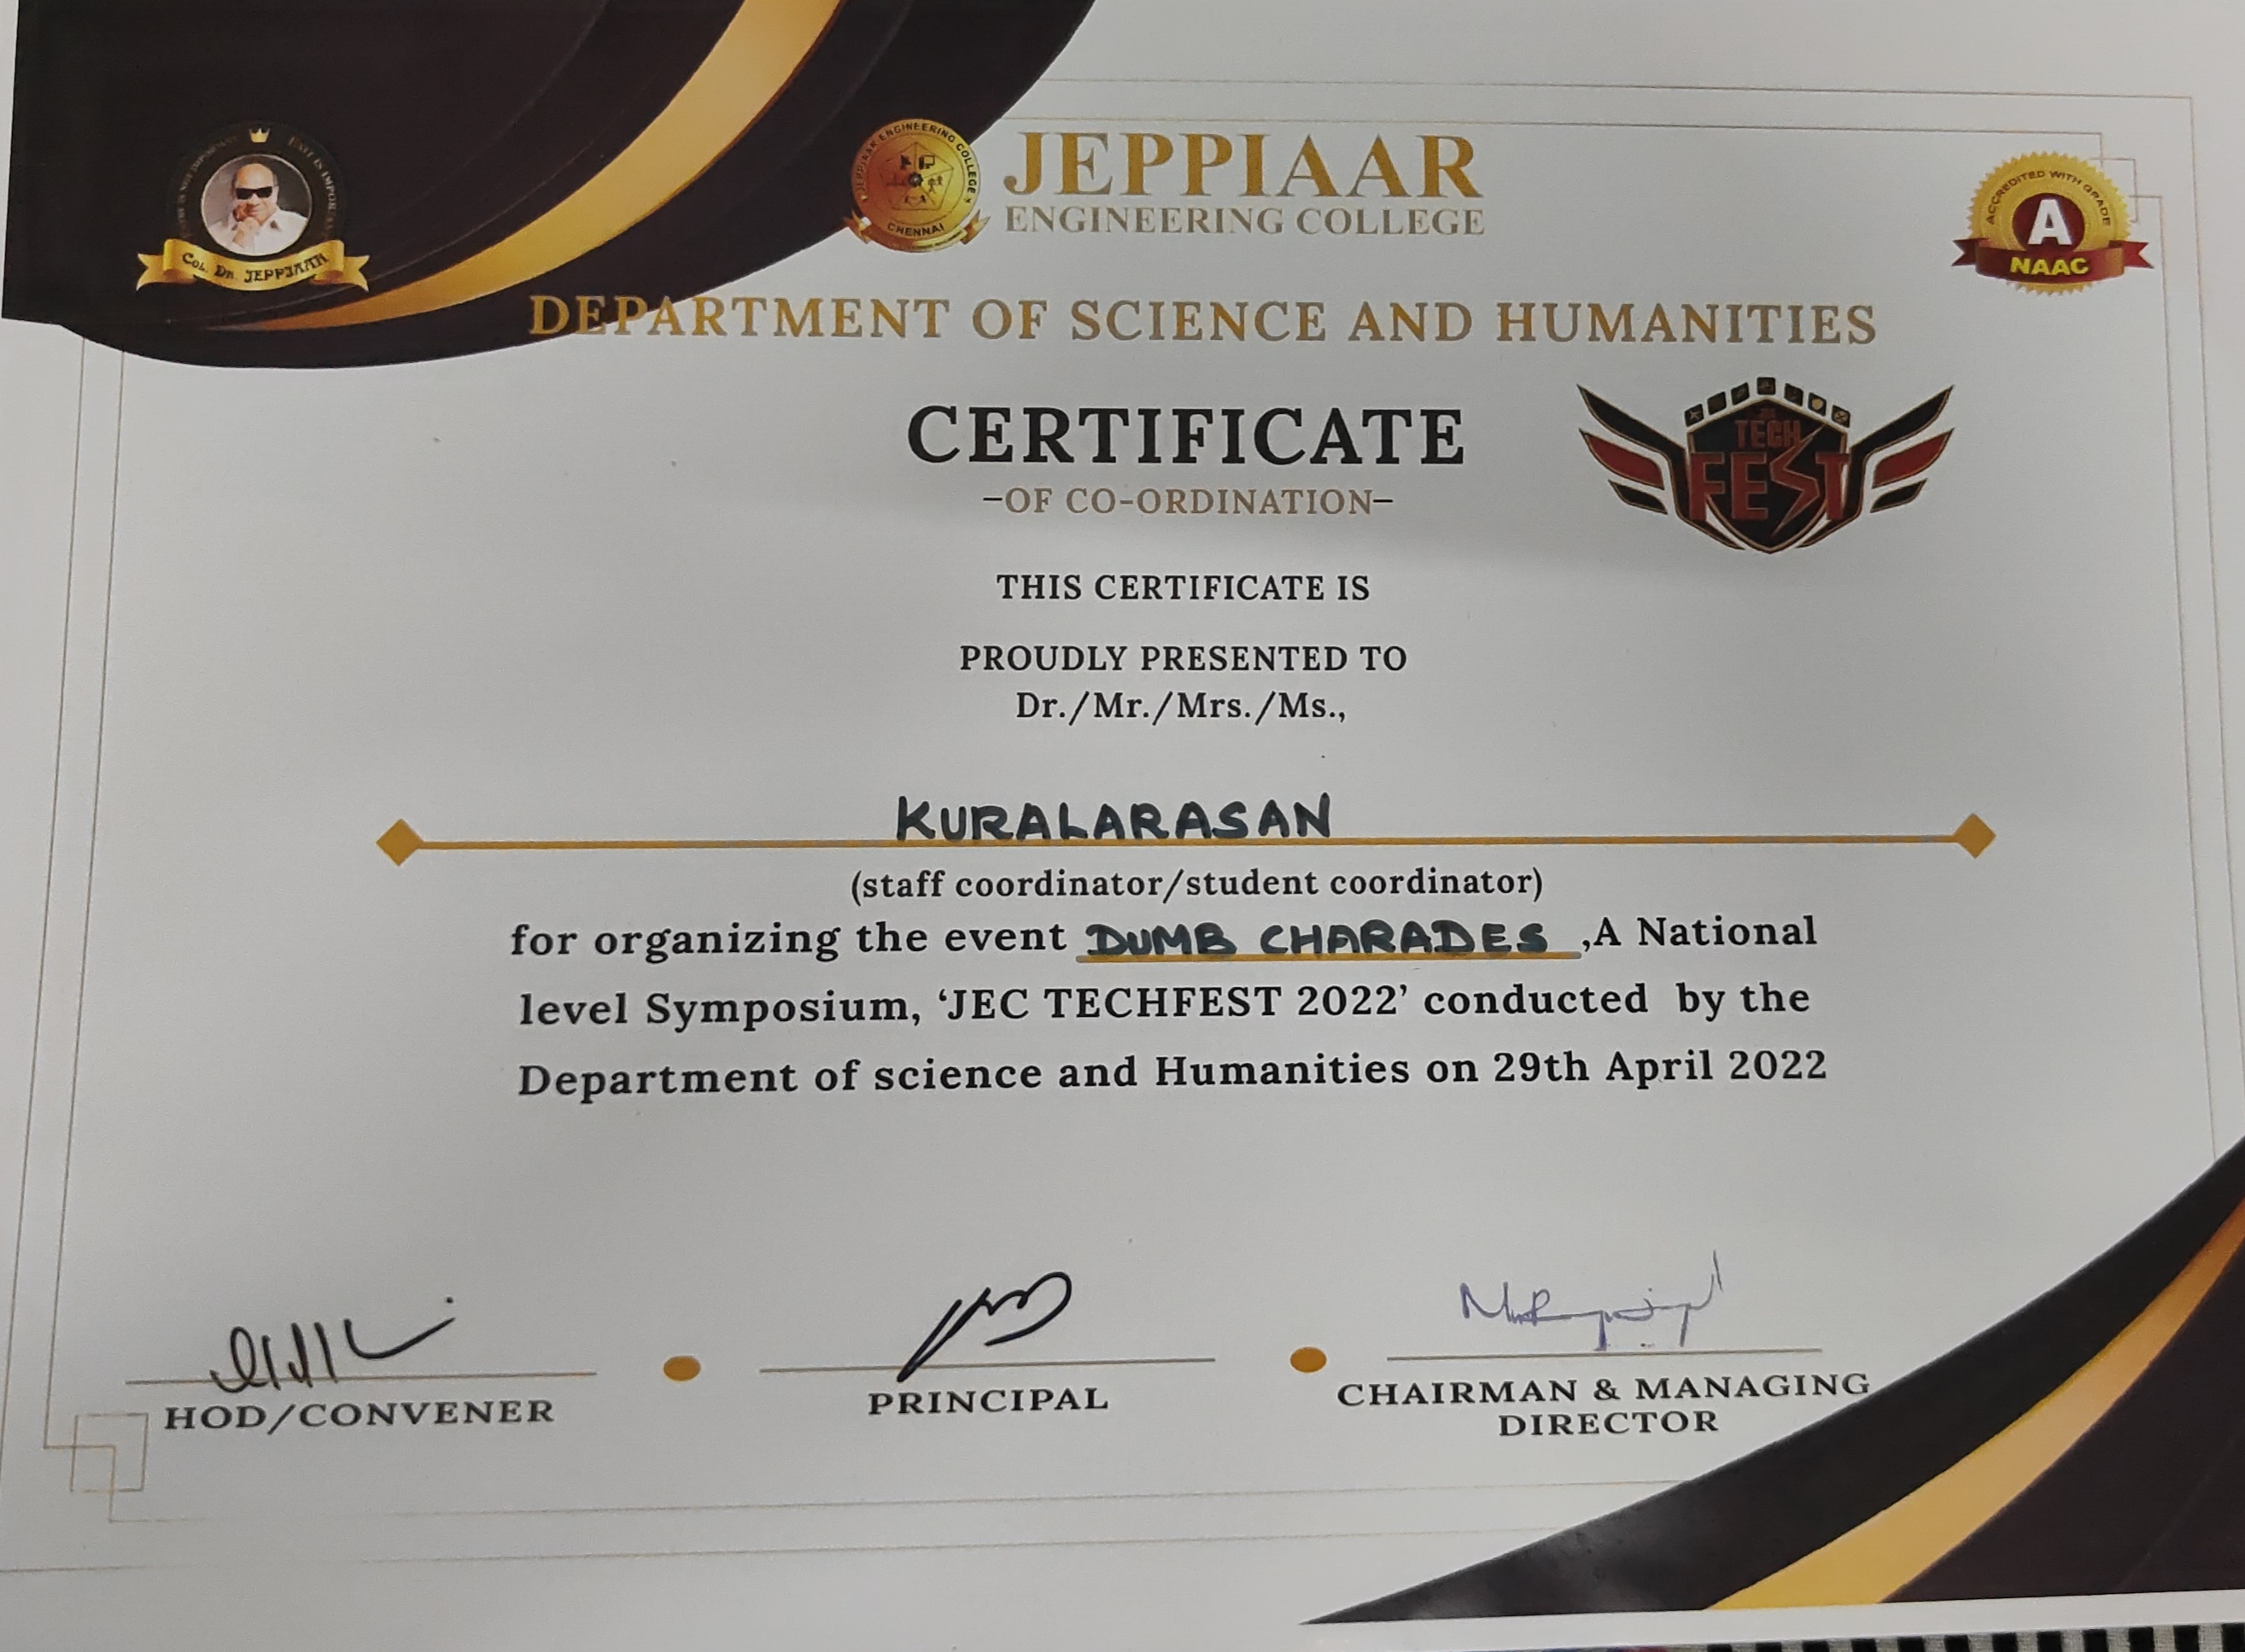 COL. DR. JEPPIAAR
JEPPIAAR ENGINEERING COLLEGE
CHENNAI
JEPPIAAR
ENGINEERING COLLEGE
ACCREDITED WITH GRADE
A
NAAC
DEPARTMENT OF SCIENCE AND HUMANITIES
TECH
FEST
CERTIFICATE
-OF CO-ORDINATION-
THIS CERTIFICATE IS
PROUDLY PRESENTED TO
Dr./Mr./Mrs./Ms.,
KURALARASAN
(staff coordinator/student coordinator)
for organizing the event DUMB CHARADES ,A National
level Symposium, ‘JEC TECHFEST 2022’ conducted by the
Department of science and Humanities on 29th April 2022
HOD/CONVENER
PRINCIPAL
CHAIRMAN & MANAGING
DIRECTOR